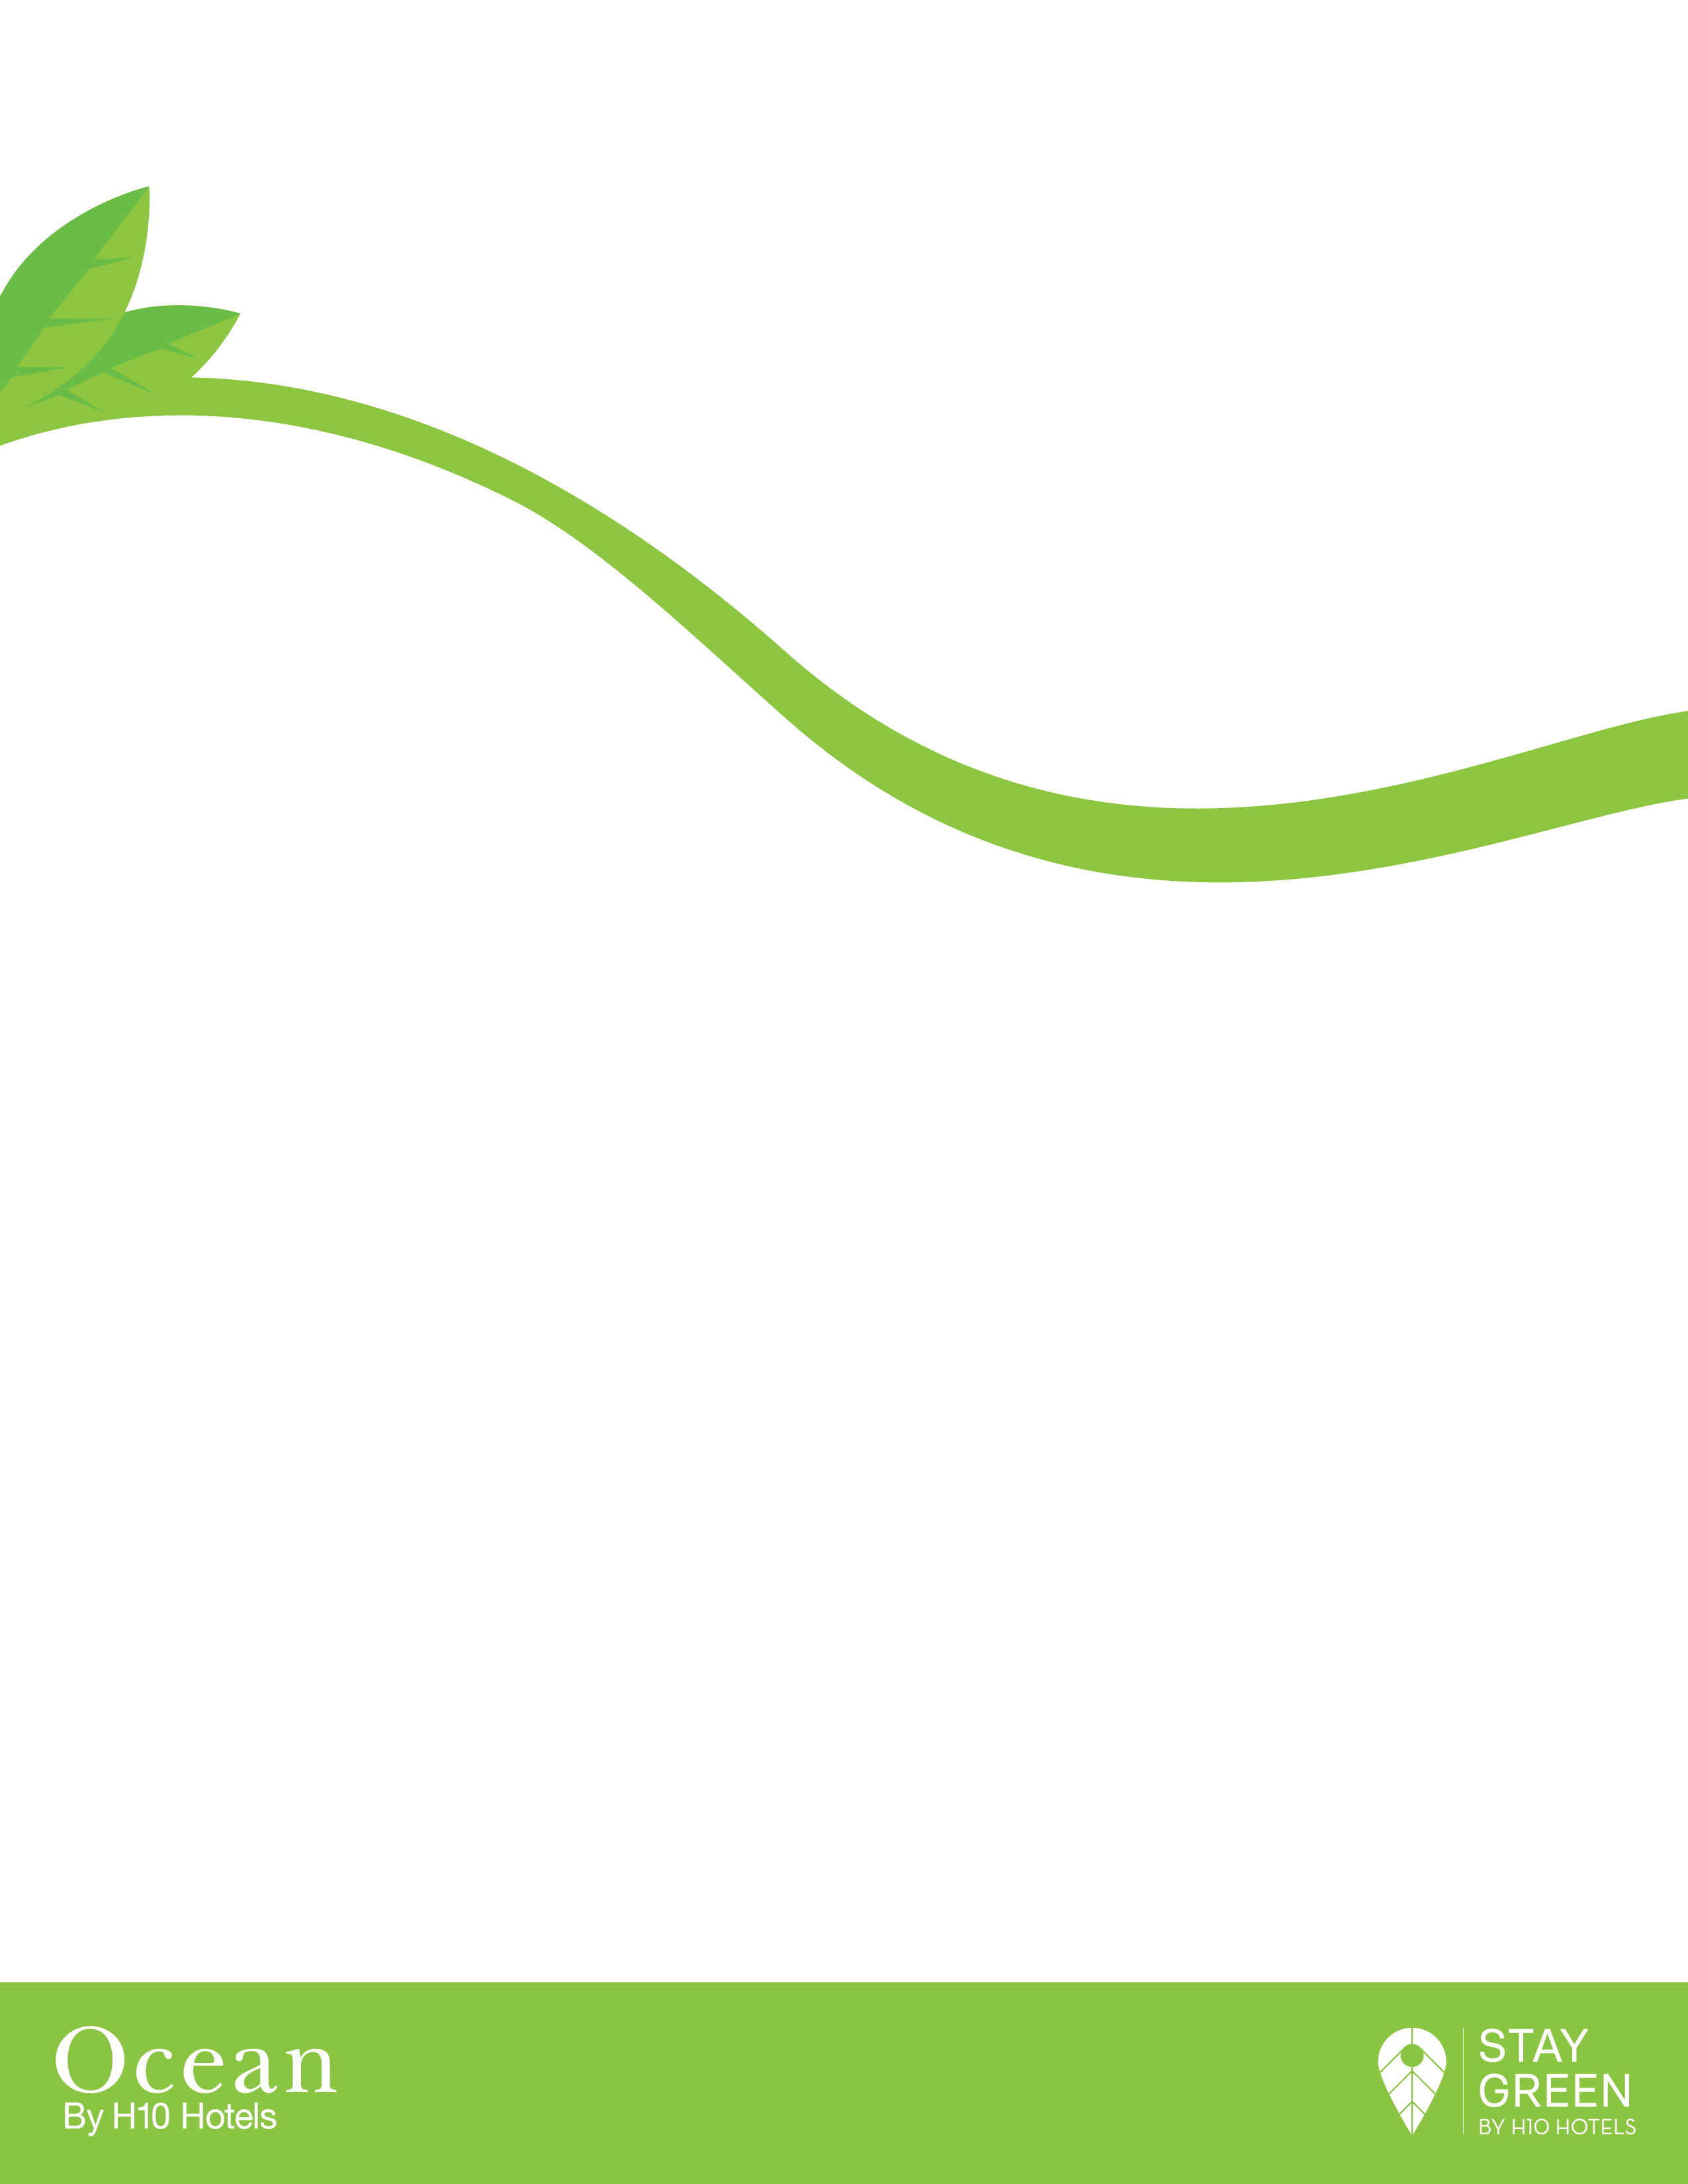 Ocean
By H10 Hotels
STAY
GREEN
BY H10 HOTELS